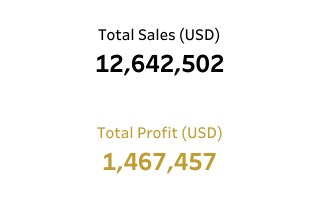 Total Sales (USD)
12,642,502
Total Profit (USD)
1,467,457